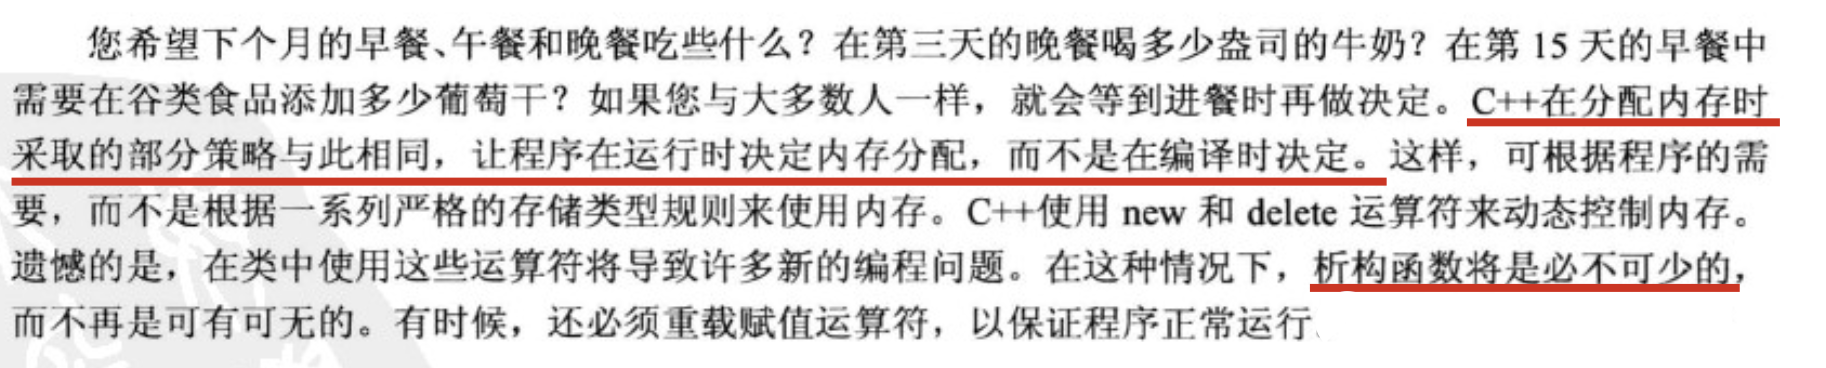 您希望下个月的早餐、午餐和晚餐吃些什么？在第三天的晚餐喝多少盎司的牛奶？在第 15 天的早餐中
需要在谷类食品添加多少葡萄干？如果您与大多数人一样，就会等到进餐时再做决定。C++在分配内存时
采取的部分策略与此相同，让程序在运行时决定内存分配，而不是在编译时决定。这样，可根据程序的需
要，而不是根据一系列严格的存储类型规则来使用内存。C++使用 new 和 delete 运算符来动态控制内存。
遗憾的是，在类中使用这些运算符将导致许多新的编程问题。在这种情况下，析构函数将是必不可少的，
而不再是可有可无的。有时候，还必须重载赋值运算符，以保证程序正常运行